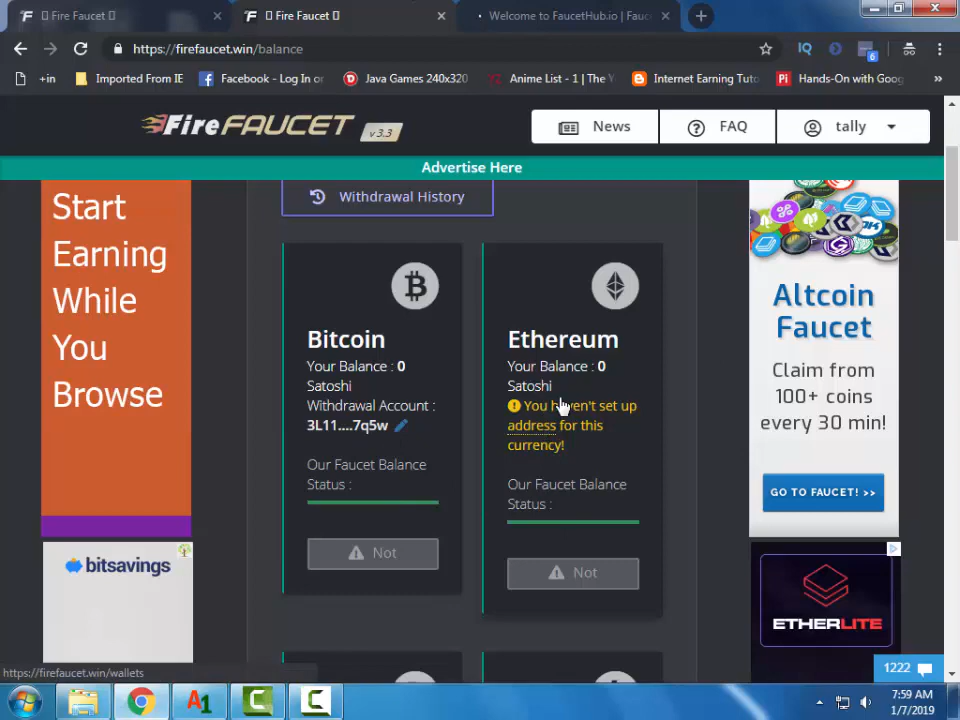 Fire Faucet
Fire Faucet
Welcome to FaucetHub.io | Fauc
https://firefaucet.win/balance
IQ
6
+in
Imported From IE
Facebook - Log In or
Java Games 240x320
Anime List - 1 | The Y
Internet Earning Tuto
Hands-On with Goog
»
Fire FAUCET v 3.3
News
FAQ
tally
Advertise Here
Start
Earning
While
You
Browse
Withdrawal History
Bitcoin
Your Balance : 0
Satoshi
Withdrawal Account :
3L11....7q5w
Our Faucet Balance
Status :
Not
Ethereum
Your Balance : 0
Satoshi
You haven't set up
address for this
currency!
Our Faucet Balance
Status :
Not
Altcoin
Faucet
Claim from
100+ coins
every 30 min!
GO TO FAUCET! >>
bitsavings
ETHERLITE
https://firefaucet.win/wallets
1222
7:59 AM
1/7/2019